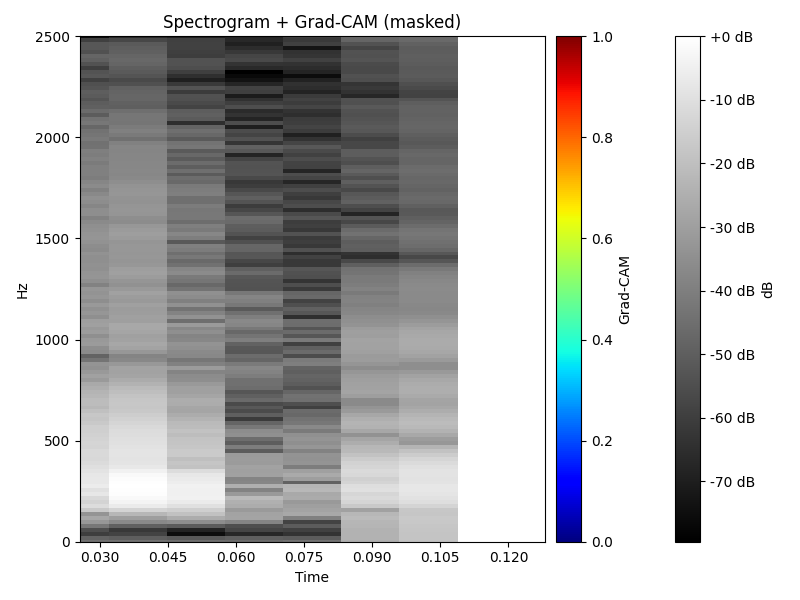 Spectrogram + Grad-CAM (masked)
2500
2000
1500
1000
500
0
Hz
0.030
0.045
0.060
0.075
0.090
0.105
0.120
Time
1.0
0.8
0.6
0.4
0.2
0.0
Grad-CAM
+0 dB
-10 dB
-20 dB
-30 dB
-40 dB
-50 dB
-60 dB
-70 dB
dB